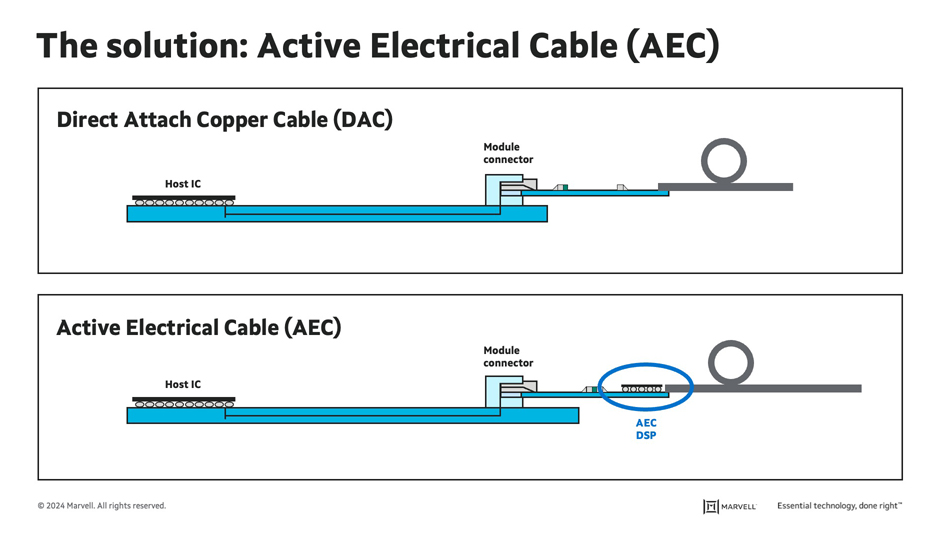 The solution: Active Electrical Cable (AEC)
Direct Attach Copper Cable (DAC)
Module
connector
Host IC
Active Electrical Cable (AEC)
Module
connector
Host IC
AEC
DSP
© 2024 Marvell. All rights reserved.
MARVELL
Essential technology, done right™